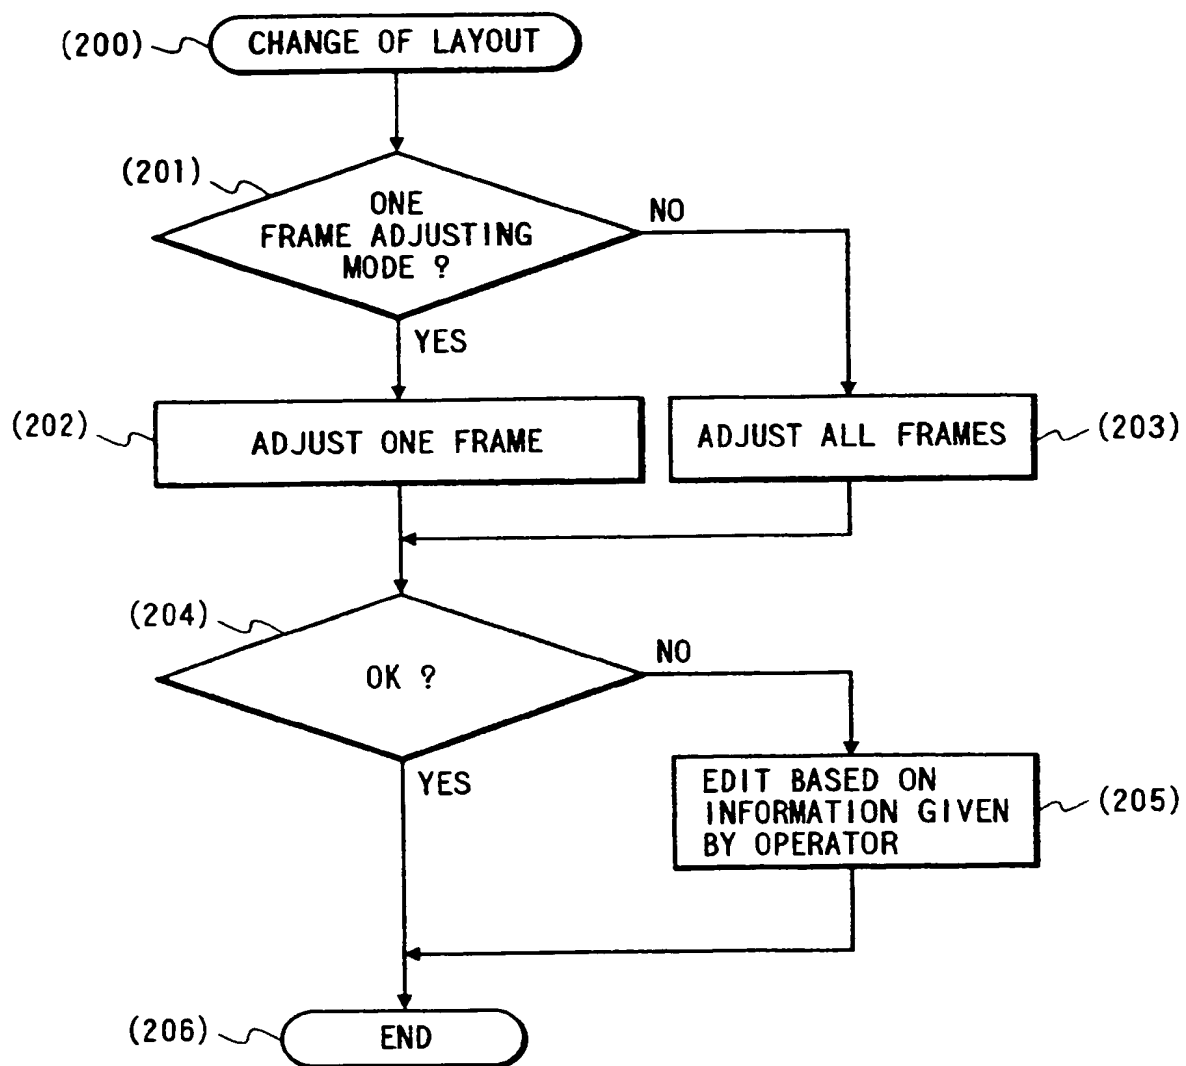 (200)
CHANGE OF LAYOUT
(201)
ONE
FRAME ADJUSTING
MODE ?
NO
YES
(202)
ADJUST ONE FRAME
ADJUST ALL FRAMES
(203)
(204)
OK ?
NO
YES
EDIT BASED ON
INFORMATION GIVEN
BY OPERATOR
(205)
(206)
END